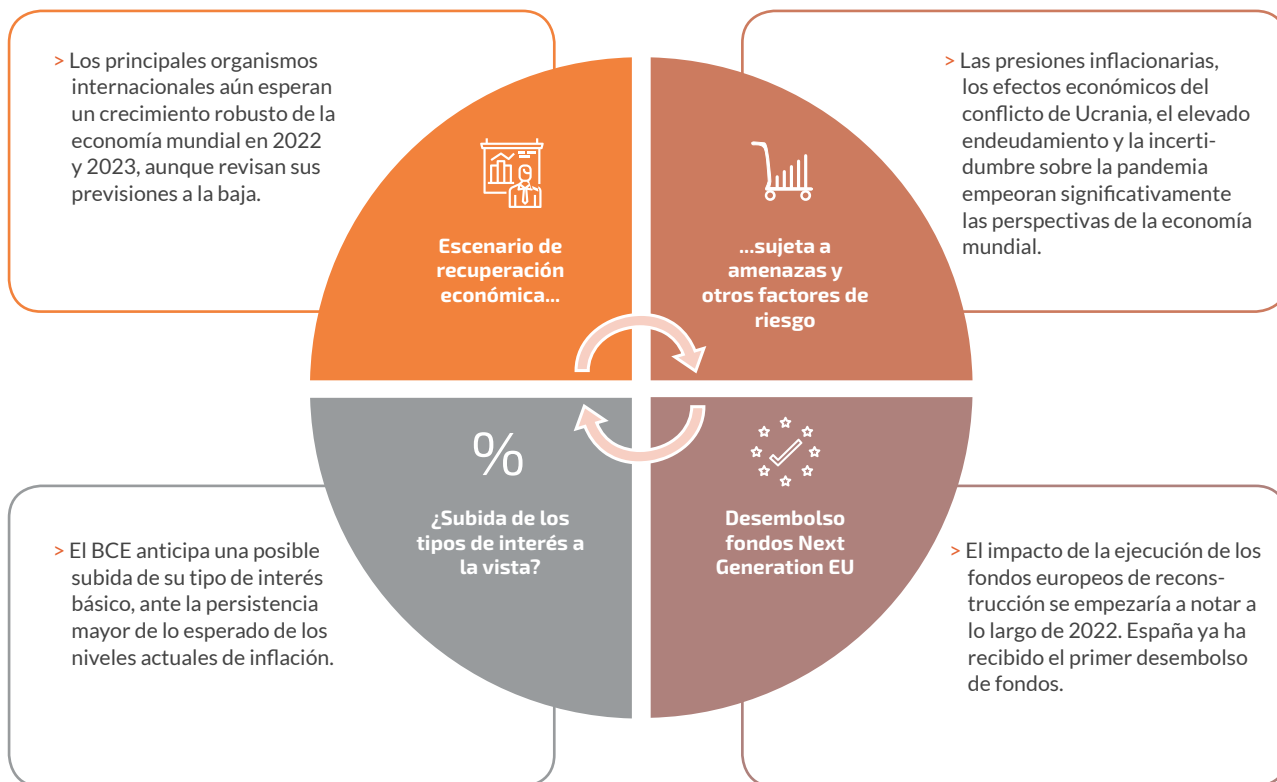 > Los principales organismos
internacionales aún esperan
un crecimiento robusto de la
economía mundial en 2022
y 2023, aunque revisan sus
previsiones a la baja.
Escenario de
recuperación
económica...
...sujeta a
amenazas y
otros factores de
riesgo
> Las presiones inflacionarias,
los efectos económicos del
conflicto de Ucrania, el elevado
endeudamiento y la incerti-
dumbre sobre la pandemia
empeoran significativamente
las perspectivas de la economía
mundial.
> El BCE anticipa una posible
subida de su tipo de interés
básico, ante la persistencia
mayor de lo esperado de los
niveles actuales de inflación.
%
¿Subida de los
tipos de interés a
la vista?
Desembolso
fondos Next
Generation EU
> El impacto de la ejecución de los
fondos europeos de recons-
trucción se empezaría a notar a
lo largo de 2022. España ya ha
recibido el primer desembolso
de fondos.